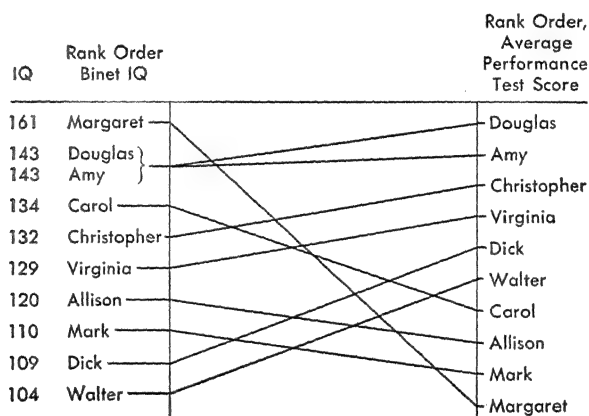 IQ
Rank Order
Binet IQ
Rank Order,
Average
Performance
Test Score
161 Margaret
143 Douglas
143 Amy
134 Carol
132 Christopher
129 Virginia
120 Allison
110 Mark
109 Dick
104 Walter
Douglas
Amy
Christopher
Virginia
Dick
Walter
Carol
Allison
Mark
Margaret